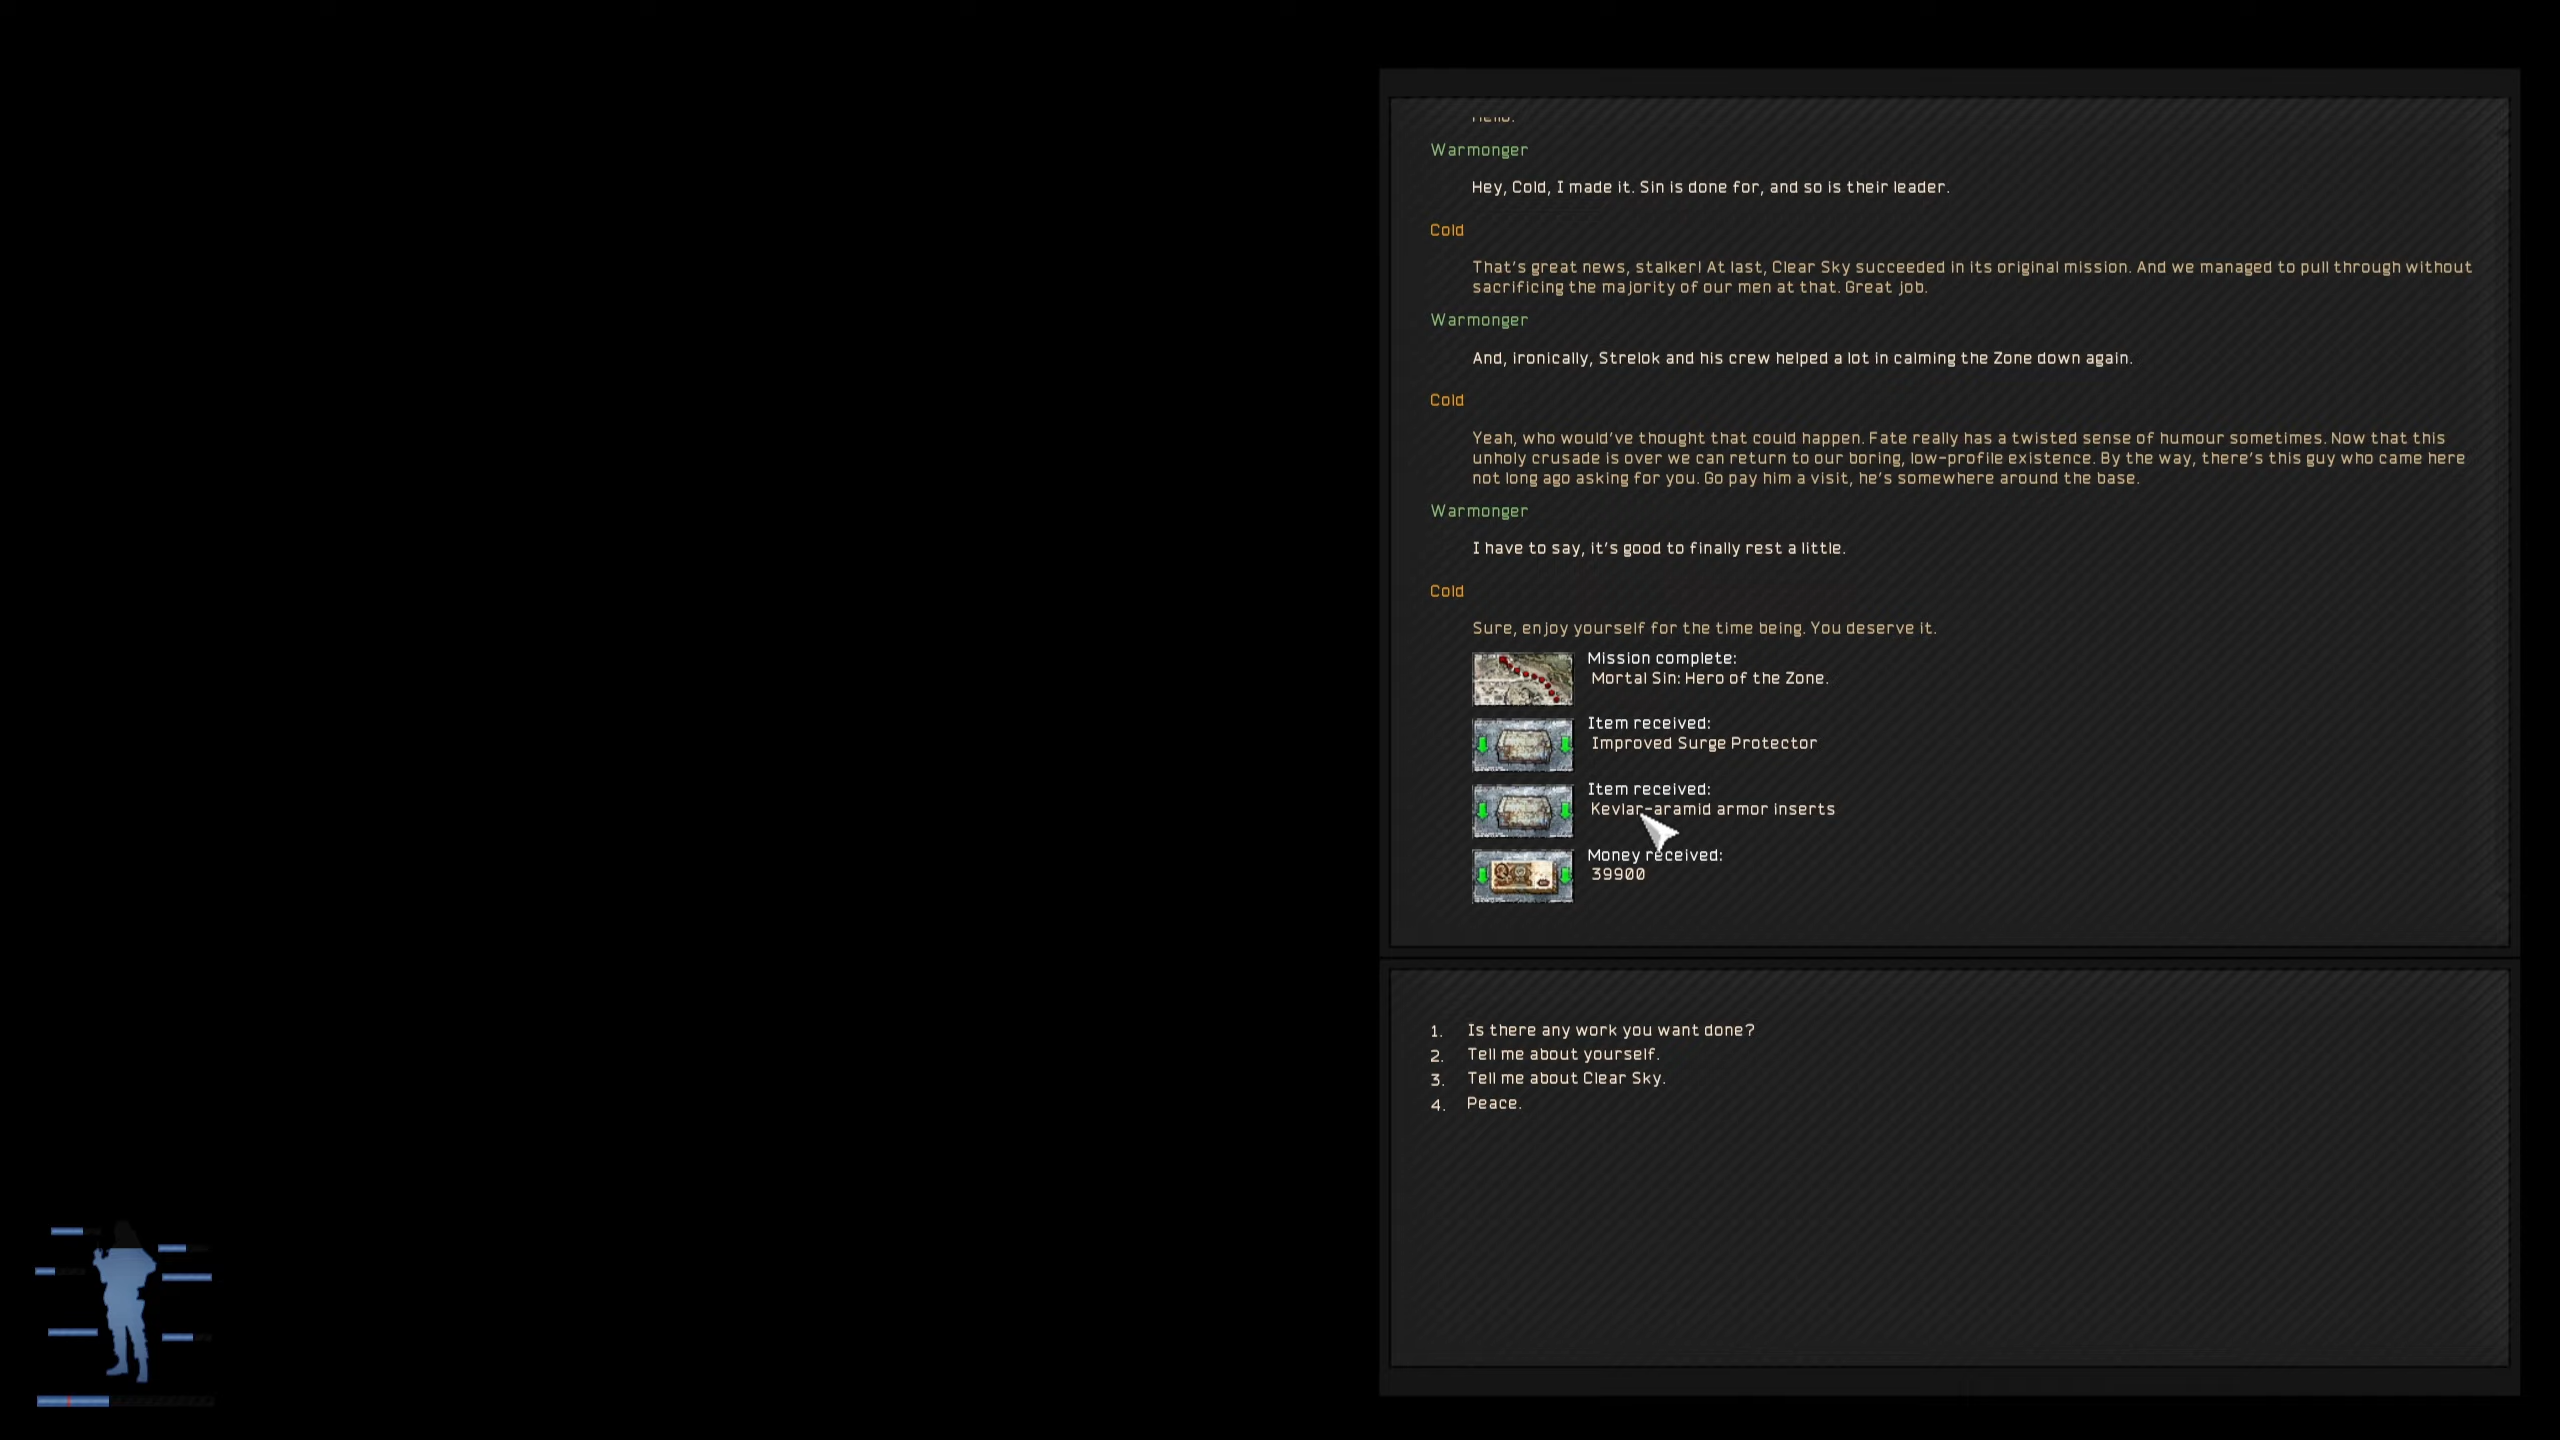 Hello.
Warmonger
Hey, Cold, I made it. Sin is done for, and so is their leader.
Cold
That's great news, stalker! At last, Clear Sky succeeded in its original mission. And we managed to pull through without
sacrificing the majority of our men at that. Great job.
Warmonger
And, ironically, Strelok and his crew helped a lot in calming the Zone down again.
Cold
Yeah, who would've thought that could happen. Fate really has a twisted sense of humour sometimes. Now that this
unholy crusade is over we can return to our boring, low-profile existence. By the way, there's this guy who came here
not long ago asking for you. Go pay him a visit, he's somewhere around the base.
Warmonger
I have to say, it's good to finally rest a little.
Cold
Sure, enjoy yourself for the time being. You deserve it.
Mission complete:
Mortal Sin: Hero of the Zone.
Item received:
Improved Surge Protector
Item received:
Kevlar-aramid armor inserts
Money received:
39900
1. Is there any work you want done?
2. Tell me about yourself.
3. Tell me about Clear Sky.
4. Peace.